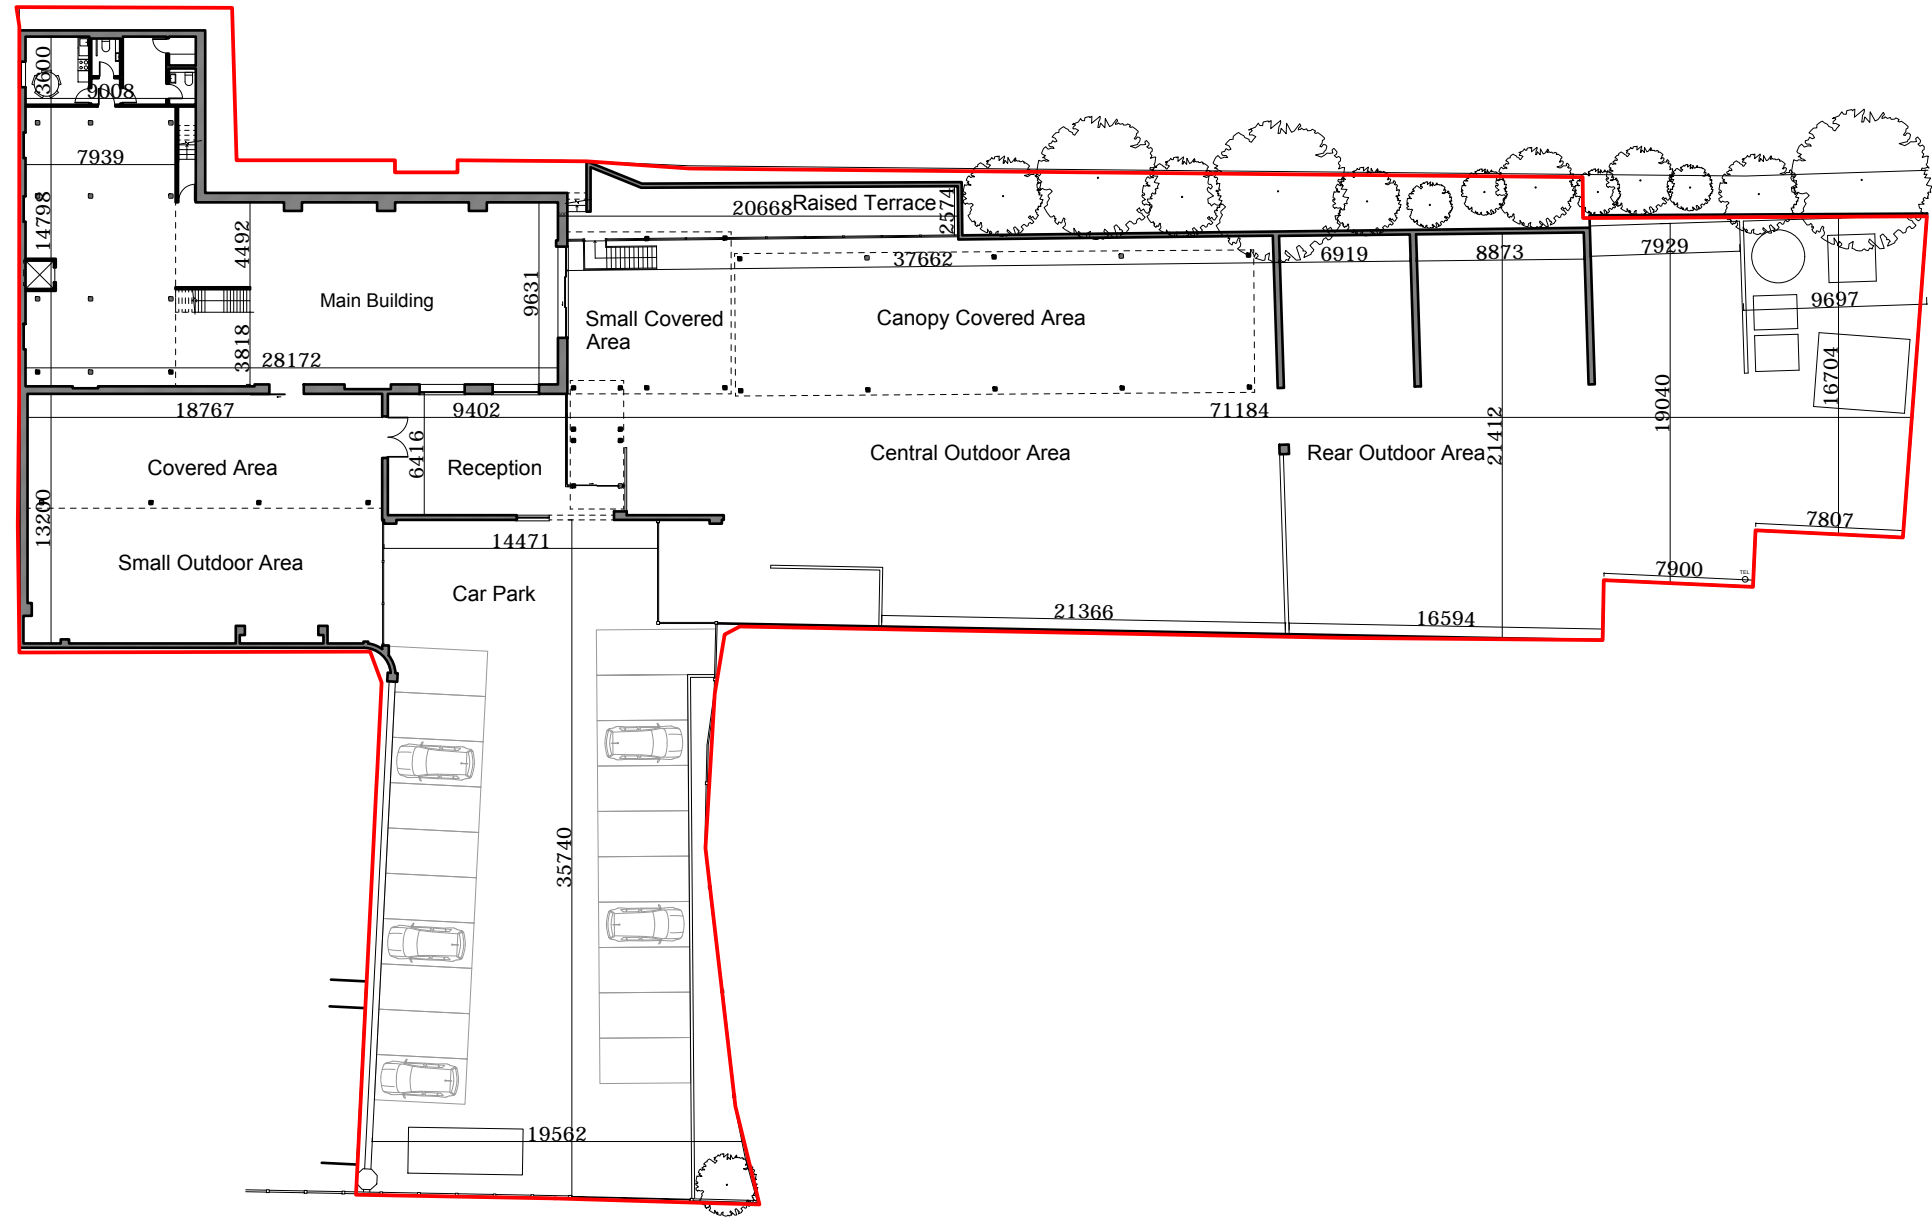 3600
9008
7939
14798
4492
3818
28172
9631
Main Building
20668
Raised Terrace
2574
37662
Small Covered
Area
Canopy Covered Area
6919
8873
7929
9697
18767
9402
71184
21412
19040
16704
Covered Area
6416
Reception
Central Outdoor Area
Rear Outdoor Area
13200
Small Outdoor Area
14471
Car Park
7807
7900
TEL
21366
16594
35740
19562